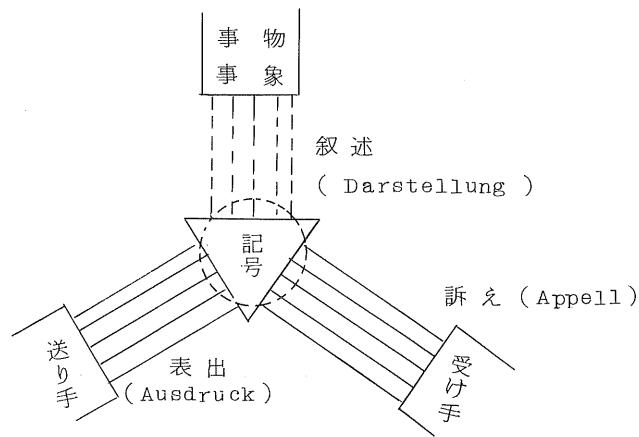 事物
事象
叙述
( Darstellung )
記号
訴え(Appell)
送り手
表出
(Ausdruck)
受け手